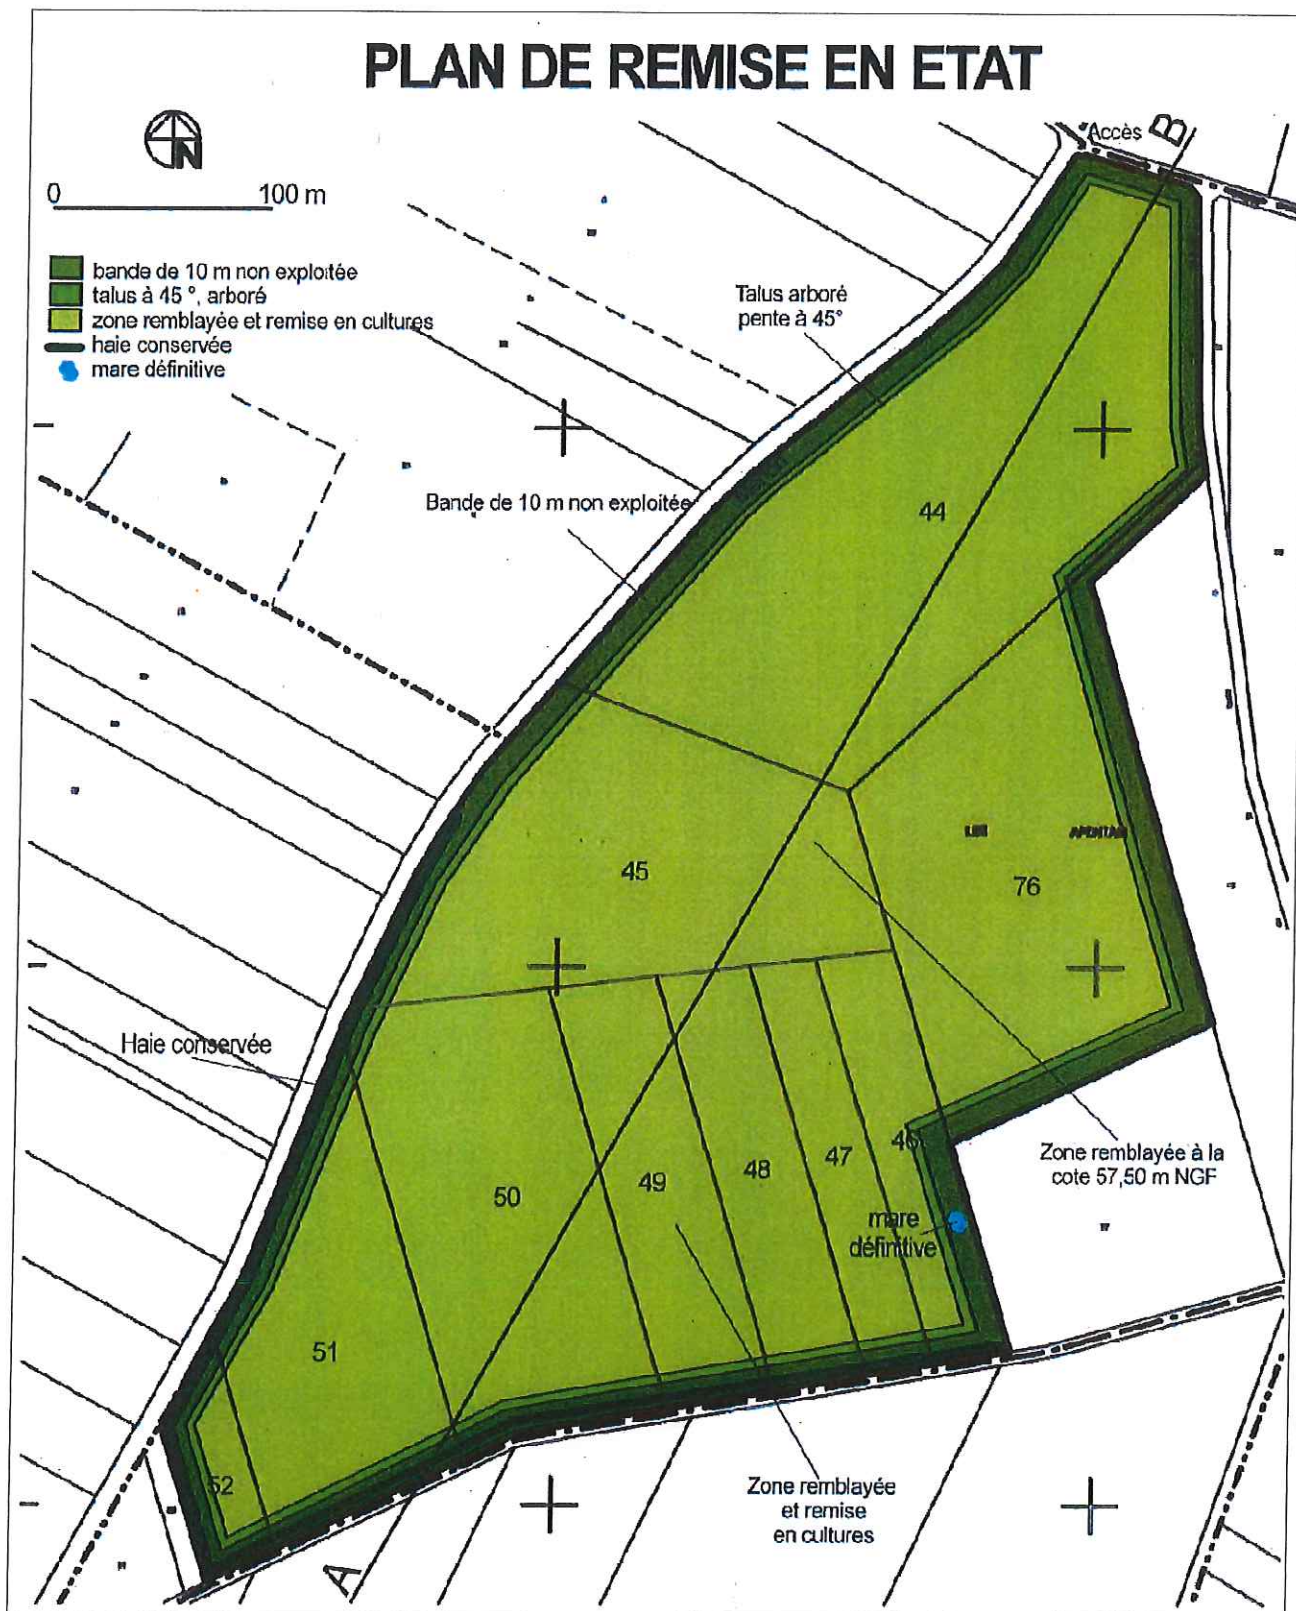 PLAN DE REMISE EN ETAT
N
0 100 m
bande de 10 m non exploitée
talus à 45 °, arboré
zone remblayée et remise en cultures
haie conservée
mare définitive
Accès
B
Talus arboré
pente à 45°
Bande de 10 m non exploitée
44
45
76
Haie conservée
46
47
48
49
50
Zone remblayée à la
cote 57,50 m NGF
mare
définitive
51
52
Zone remblayée
et remise
en cultures
A